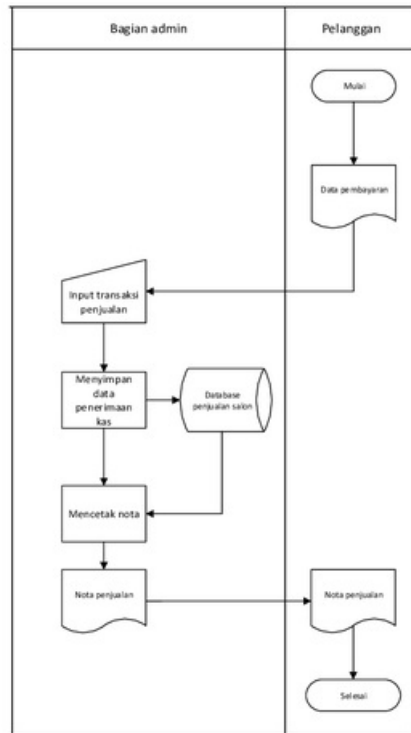 Bagian admin
Pelanggan
Mulai
Data pembayaran
Input transaksi
penjualan
Menyimpan
data
penerimaan
kas
Database
penjualan salon
Mencetak nota
Nota penjualan
Nota penjualan
Selesai